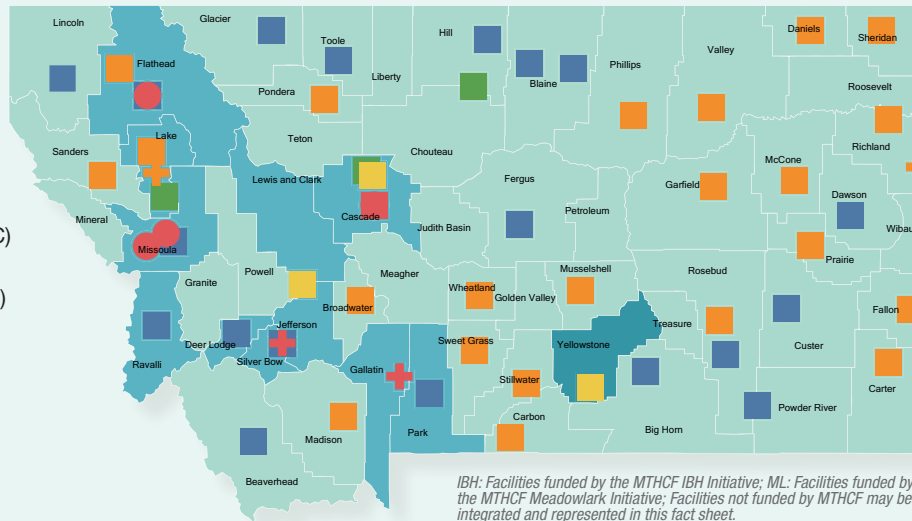 Lincoln
Glacier
Toole
Hill
Daniels
Sheridan
Flathead
Liberty
Blaine
Phillips
Valley
Pondera
Roosevelt
Teton
Lake
Sanders
Chouteau
Richland
McCone
Lewis and Clark
Fergus
Garfield
Dawson
Mineral
Cascade
Petroleum
C)
Missoula
Judith Basin
Wibau
Prairie
Powell
Meagher
Musselshell
Rosebud
Granite
Wheatland
Golden Valley
)
Broadwater
Fallon
Jefferson
Treasure
Deer Lodge
Sweet Grass
Yellowstone
Custer
Silver Bow
Ravalli
Gallatin
Stillwater
Carter
Powder River
Carbon
Park
Big Horn
Madison
Beaverhead
IBH: Facilities funded by the MTHCF IBH Initiative; ML: Facilities funded by
the MTHCF Meadowlark Initiative; Facilities not funded by MTHCF may be
integrated and represented in this fact sheet.